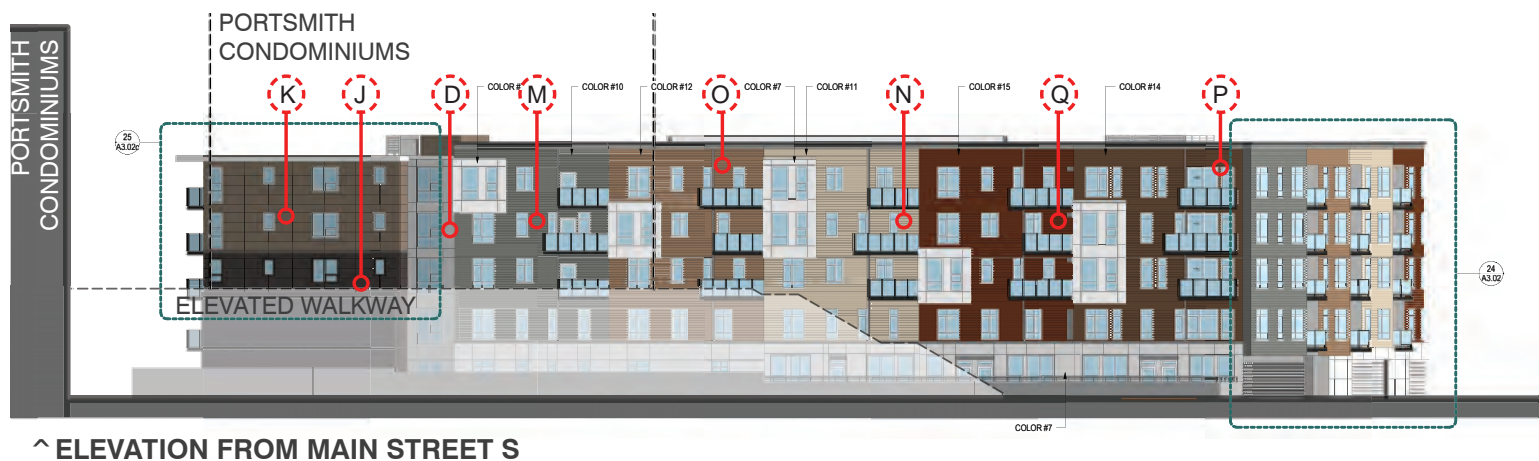 PORTSMITH
CONDOMINIUMS
PORTSMITH
CONDOMINIUMS
K
J
D
M
O
N
Q
P
COLOR #
COLOR #10
COLOR #12
COLOR #7
COLOR #11
COLOR #15
COLOR #14
25
A3.02c
24
A3.02
ELEVATED WALKWAY
COLOR #7
^ ELEVATION FROM MAIN STREET S